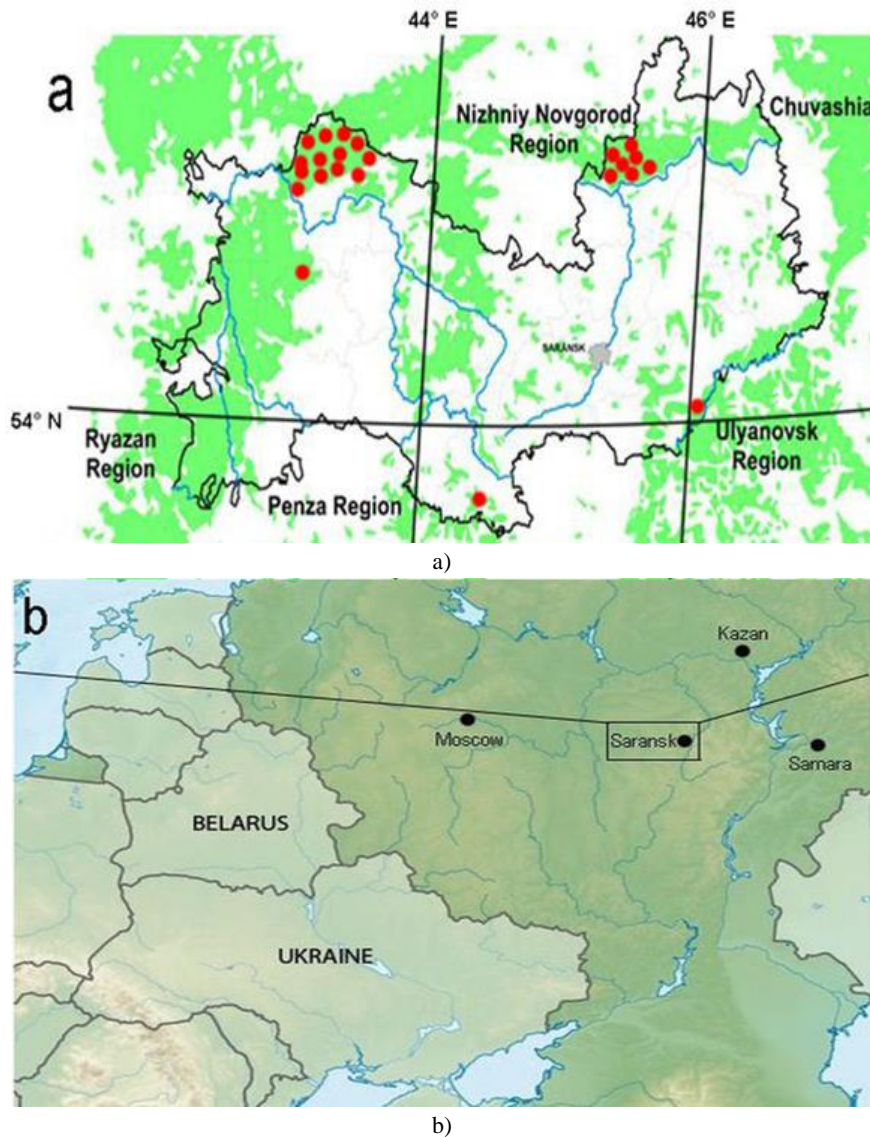 44° E
46° E
a
Nizhniy Novgorod
Region
Chuvashia
SARANSK
54° N
Ryazan
Region
Ulyanovsk
Region
Penza Region
a)
b
Kazan
Moscow
Saransk
Samara
BELARUS
UKRAINE
b)